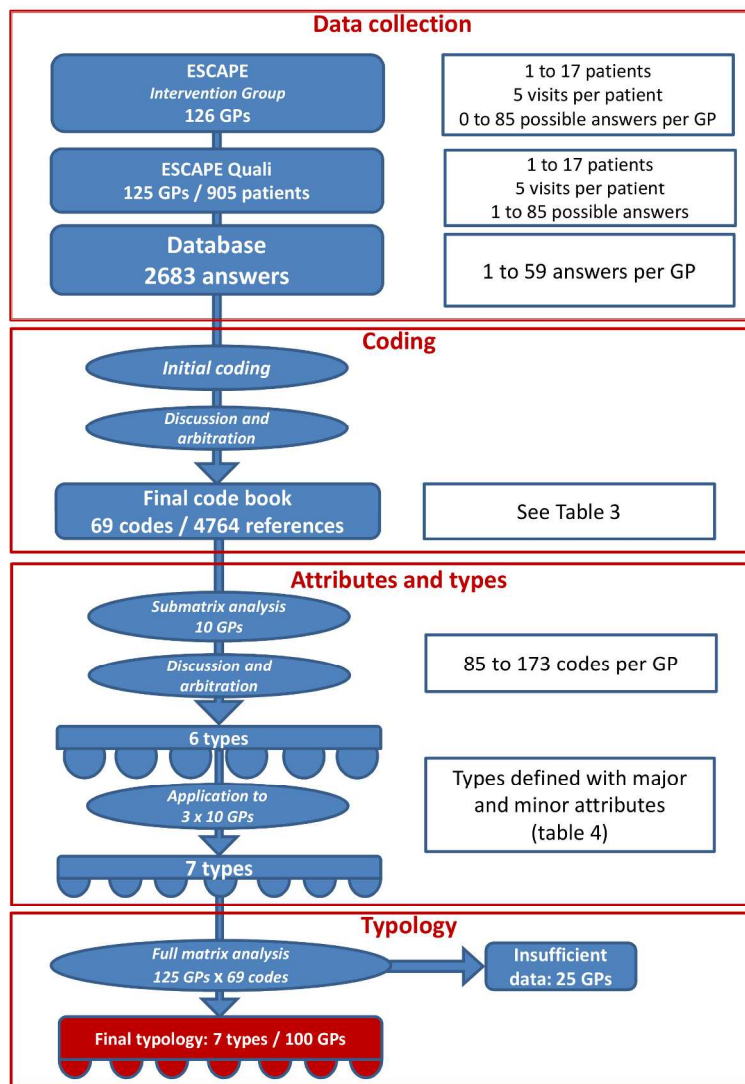 Data collection
ESCAPE
Intervention Group
126 GPs
1 to 17 patients
5 visits per patient
0 to 85 possible answers per GP
ESCAPE Quali
125 GPs / 905 patients
1 to 17 patients
5 visits per patient
1 to 85 possible answers
Database
2683 answers
1 to 59 answers per GP
Coding
Initial coding
Discussion and
arbitration
Final code book
69 codes / 4764 references
See Table 3
Attributes and types
Submatrix analysis
10 GPs
Discussion and
arbitration
85 to 173 codes per GP
6 types
Application to
3 x 10 GPs
Types defined with major
and minor attributes
(table 4)
7 types
Typology
Full matrix analysis
125 GPs x 69 codes
Insufficient
data: 25 GPs
Final typology: 7 types / 100 GPs